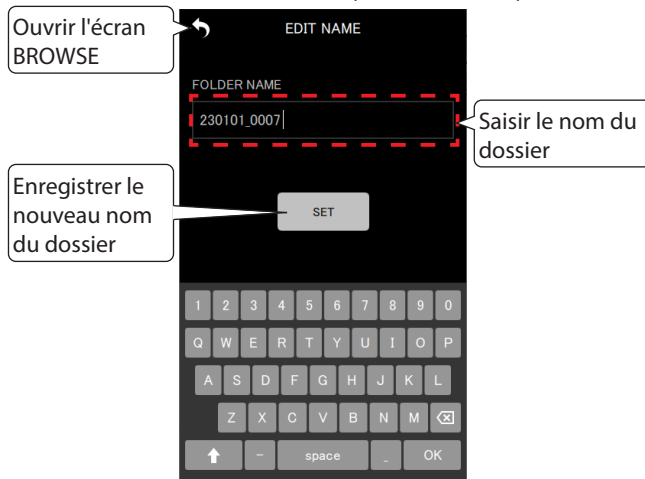 Ouvrir l'écran
BROWSE
EDIT NAME
FOLDER NAME
230101_0007
Saisir le nom du
dossier
Enregistrer le
nouveau nom
du dossier
SET
1 2 3 4 5 6 7 8 9 0
Q W E R T Y U I O P
A S D F G H J K L
Z X C V B N M
- space _ OK